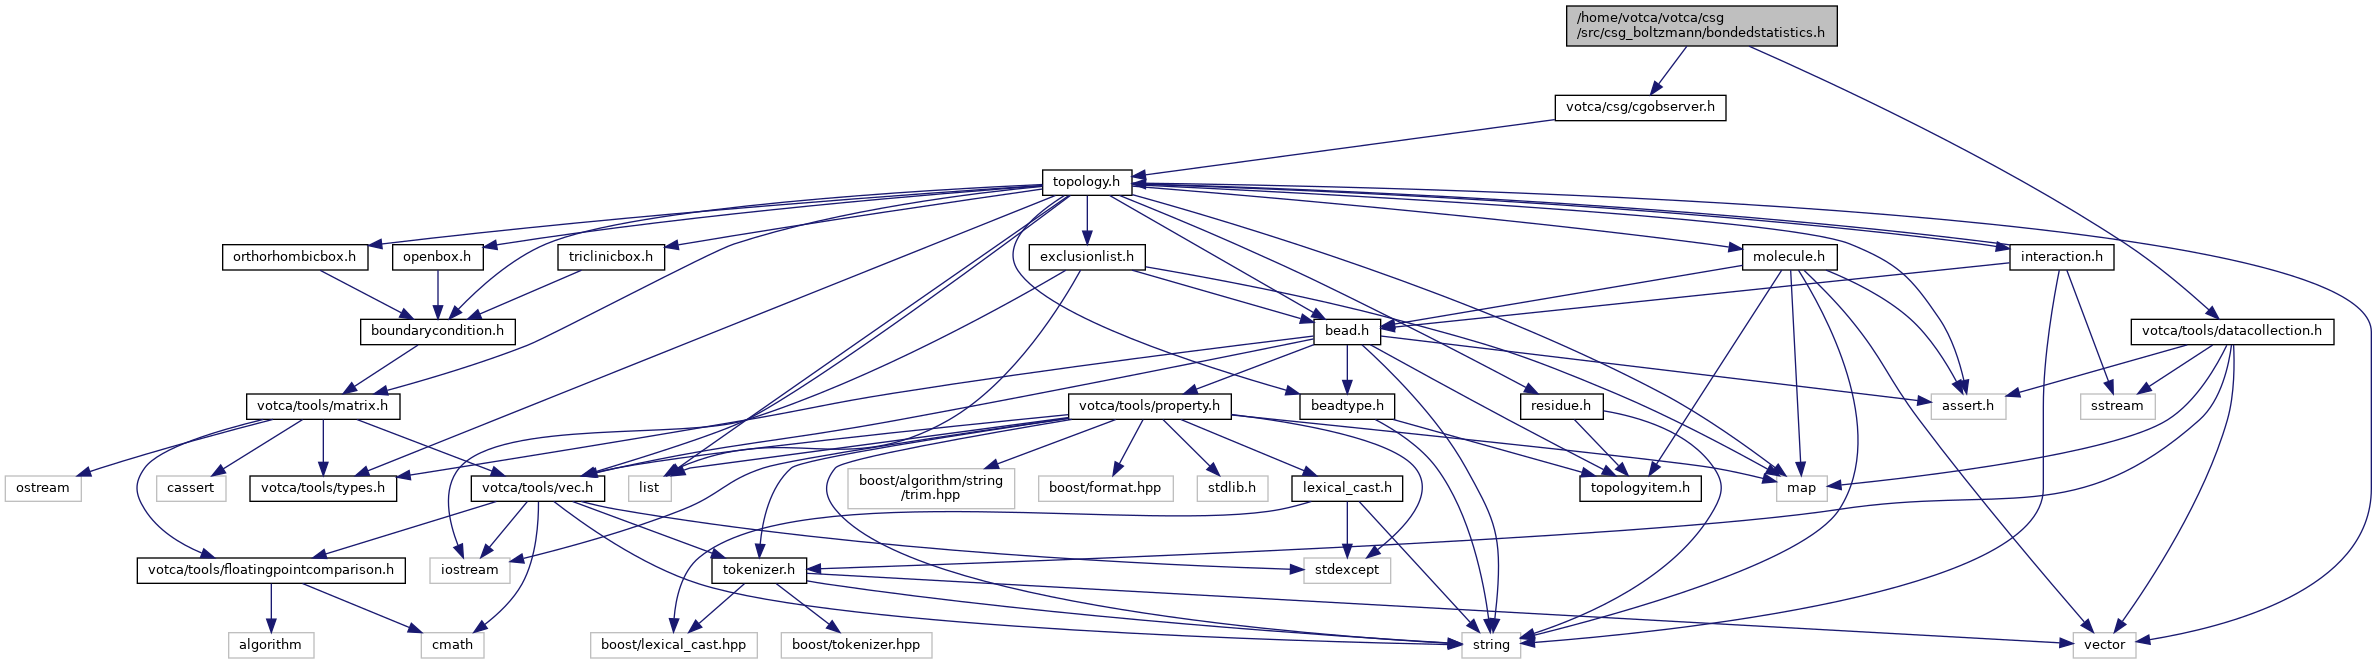 /home/votca/votca/csg
/src/csg_boltzmann/bondedstatistics.h
votca/csg/cgobserver.h
topology.h
orthorhombicbox.h
openbox.h
triclinicbox.h
exclusionlist.h
molecule.h
interaction.h
boundarycondition.h
bead.h
votca/tools/datacollection.h
votca/tools/matrix.h
votca/tools/property.h
beadtype.h
residue.h
assert.h
sstream
ostream
cassert
votca/tools/types.h
votca/tools/vec.h
list
boost/algorithm/string
/trim.hpp
boost/format.hpp
stdlib.h
lexical_cast.h
topologyitem.h
map
votca/tools/floatingpointcomparison.h
iostream
tokenizer.h
stdexcept
algorithm
cmath
boost/lexical_cast.hpp
boost/tokenizer.hpp
string
vector